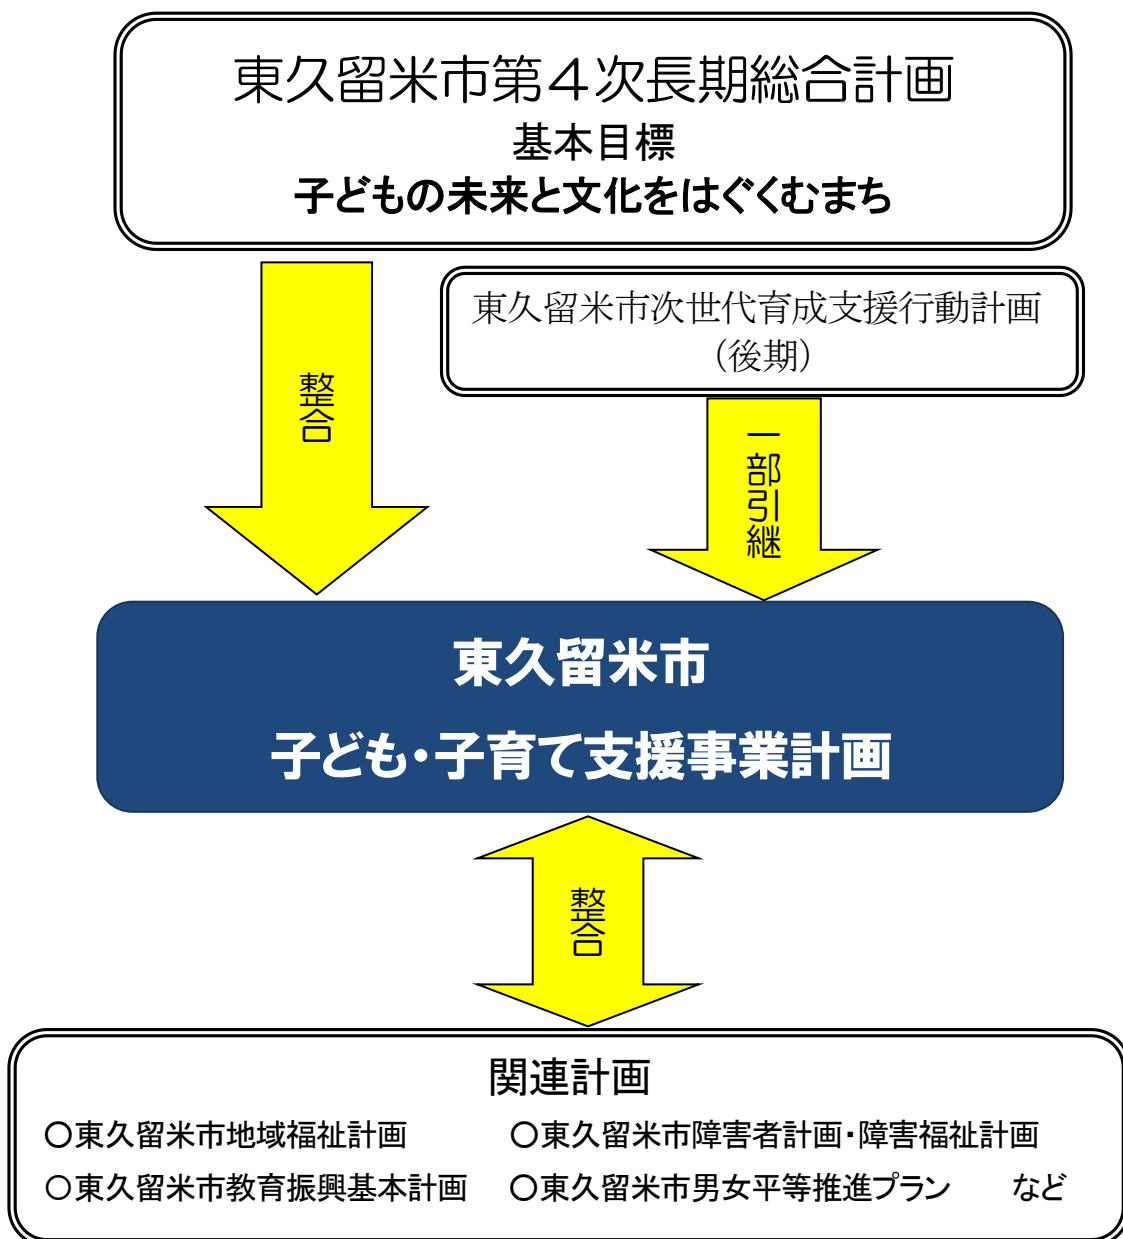 東久留米市第４次長期総合計画
基本目標
子どもの未来と文化をはぐくむまち
東久留米市次世代育成支援行動計画
（後期）
整合
一部引継
東久留米市
子ども・子育て支援事業計画
整合
関連計画
○東久留米市地域福祉計画　○東久留米市障害者計画・障害福祉計画
○東久留米市教育振興基本計画　○東久留米市男女平等推進プラン　など